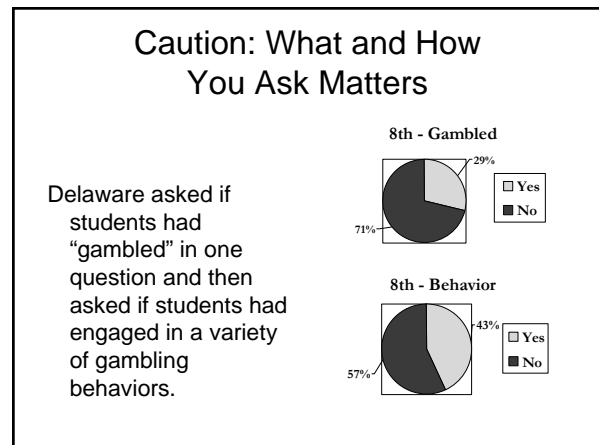 Caution: What and How
You Ask Matters
Delaware asked if
students had
“gambled” in one
question and then
asked if students had
engaged in a variety
of gambling
behaviors.
8th - Gambled
29%
71%
Yes
No
8th - Behavior
43%
57%
Yes
No